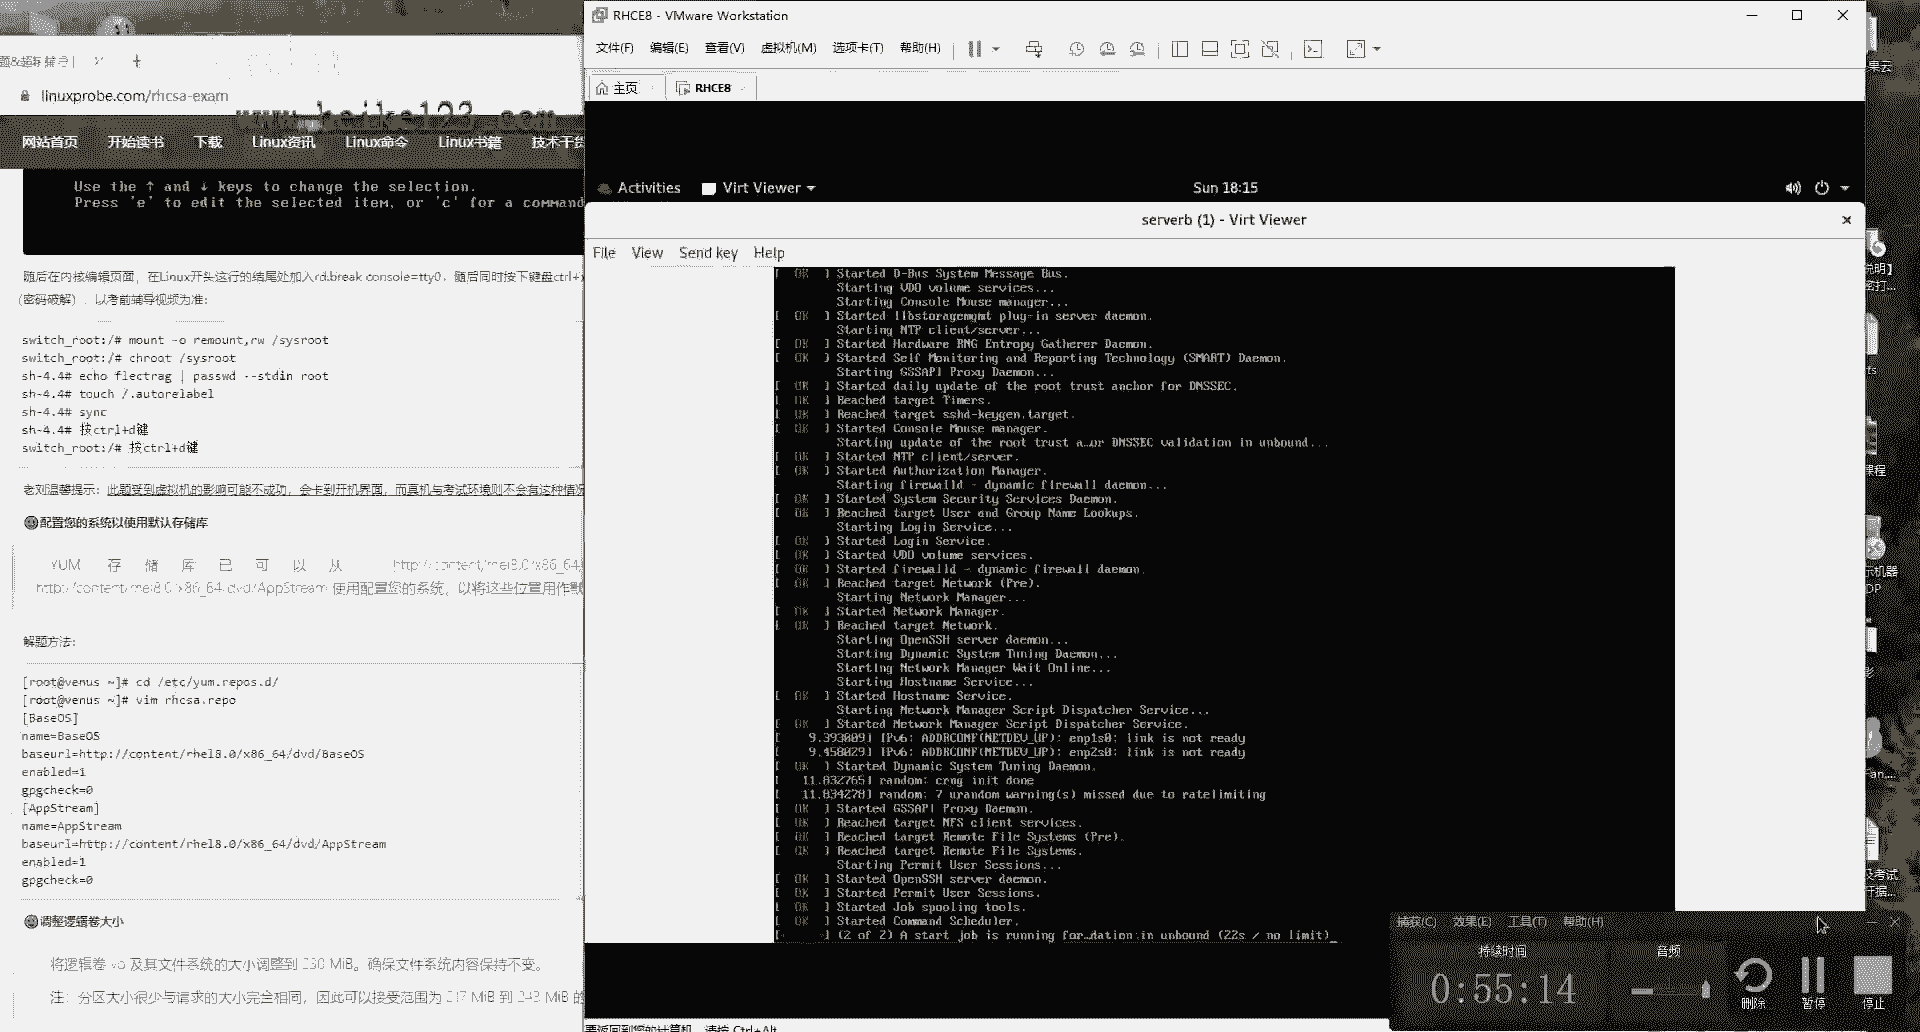 linuxprobe.com/rhcsa-exam
www.keike123.com
网站首页 开始读书 下载 Linux资讯 Linux命令 Linux书籍 技术干货
Use the ↑ and ↓ keys to change the selection.
Press 'e' to edit the selected item, or 'c' for a command
随后在内核编辑页面，在Linux开头这行的结尾处加入rd.break console=tty0，随后同时按下键盘ctrl+x
(密码破解) ，以考前辅导视频为准:
switch_root:/# mount -o remount,rw /sysroot
switch_root:/# chroot /sysroot
sh-4.4# echo flectrag | passwd --stdin root
sh-4.4# touch /.autorelabel
sh-4.4# sync
sh-4.4# 按ctrl+d键
switch_root:/# 按ctrl+d键
老刘温馨提示: 此题受到虚拟机的影响可能不成功，会卡到开机界面，而真机与考试环境则不会有这种情况
配置您的系统以使用默认存储库
YUM 存 储 库 已 可 以 从
使用配置您的系统，以将这些位置用作默
解题方法:
[root@venus ~]# cd /etc/yum.repos.d/
[root@venus ~]# vim rhcsa.repo
[BaseOS]
name=BaseOS
baseurl=http://content/rhel8.0/x86_64/dvd/BaseOS
enabled=1
gpgcheck=0
[AppStream]
name=AppStream
baseurl=http://content/rhel8.0/x86_64/dvd/AppStream
enabled=1
gpgcheck=0
调整逻辑卷大小
将逻辑卷 vo 及其文件系统的大小调整到 230 MiB。确保文件系统内容保持不变。
注：分区大小很少与请求的大小完全相同，因此可以接受范围为 217 MiB 到 243 MiB 的
RHCE8 - VMware Workstation
文件(F) 编辑(E) 查看(V) 虚拟机(M) 选项卡(T) 帮助(H)
主页 RHCE8
Activities Virt Viewer Sun 18:15
serverb (1) - Virt Viewer
File View Send key Help
[ OK ] Started D-Bus System Message Bus.
Starting VDO volume services...
Starting Console Mouse manager...
[ OK ] Started libstoragemgmt plug-in server daemon.
Starting NTP client/server...
[ OK ] Started Hardware RNG Entropy Gatherer Daemon.
[ OK ] Started Self Monitoring and Reporting Technology (SMART) Daemon.
Starting GSSAPI Proxy Daemon...
[ OK ] Started daily update of the root trust anchor for DNSSEC.
[ OK ] Reached target Timers.
[ OK ] Reached target sshd-keygen.target.
[ OK ] Started Console Mouse manager.
Starting update of the root trust a…or DNSSEC validation in unbound...
[ OK ] Started NTP client/server.
[ OK ] Started Authorization Manager.
Starting firewalld - dynamic firewall daemon...
[ OK ] Started System Security Services Daemon.
[ OK ] Reached target User and Group Name Lookups.
Starting Login Service...
[ OK ] Started Login Service.
[ OK ] Started VDO volume services.
[ OK ] Started firewalld - dynamic firewall daemon.
[ OK ] Reached target Network (Pre).
Starting Network Manager...
[ OK ] Started Network Manager.
[ OK ] Reached target Network.
Starting OpenSSH server daemon...
Starting Dynamic System Tuning Daemon...
Starting Network Manager Wait Online...
Starting Hostname Service...
[ OK ] Started Hostname Service.
Starting Network Manager Script Dispatcher Service...
[ OK ] Started Network Manager Script Dispatcher Service.
[ 9.393009] IPv6: ADDRCONF(NETDEV_UP): enp1s0: link is not ready
[ 9.458029] IPv6: ADDRCONF(NETDEV_UP): enp2s0: link is not ready
[ OK ] Started Dynamic System Tuning Daemon.
[ 11.832765] random: crng init done
[ 11.834278] random: 7 urandom warning(s) missed due to ratelimiting
[ OK ] Started GSSAPI Proxy Daemon.
[ OK ] Reached target NFS client services.
[ OK ] Reached target Remote File Systems (Pre).
[ OK ] Reached target Remote File Systems.
Starting Permit User Sessions...
[ OK ] Started OpenSSH server daemon.
[ OK ] Started Permit User Sessions.
[ OK ] Started Job spooling tools.
[ OK ] Started Command Scheduler.
[ ] (2 of 2) A start job is running for…dation in unbound (22s / no limit)_
捕获(C) 效果(E) 工具(T) 帮助(H)
持续时间 音频
0:55:14
删除 暂停 停止